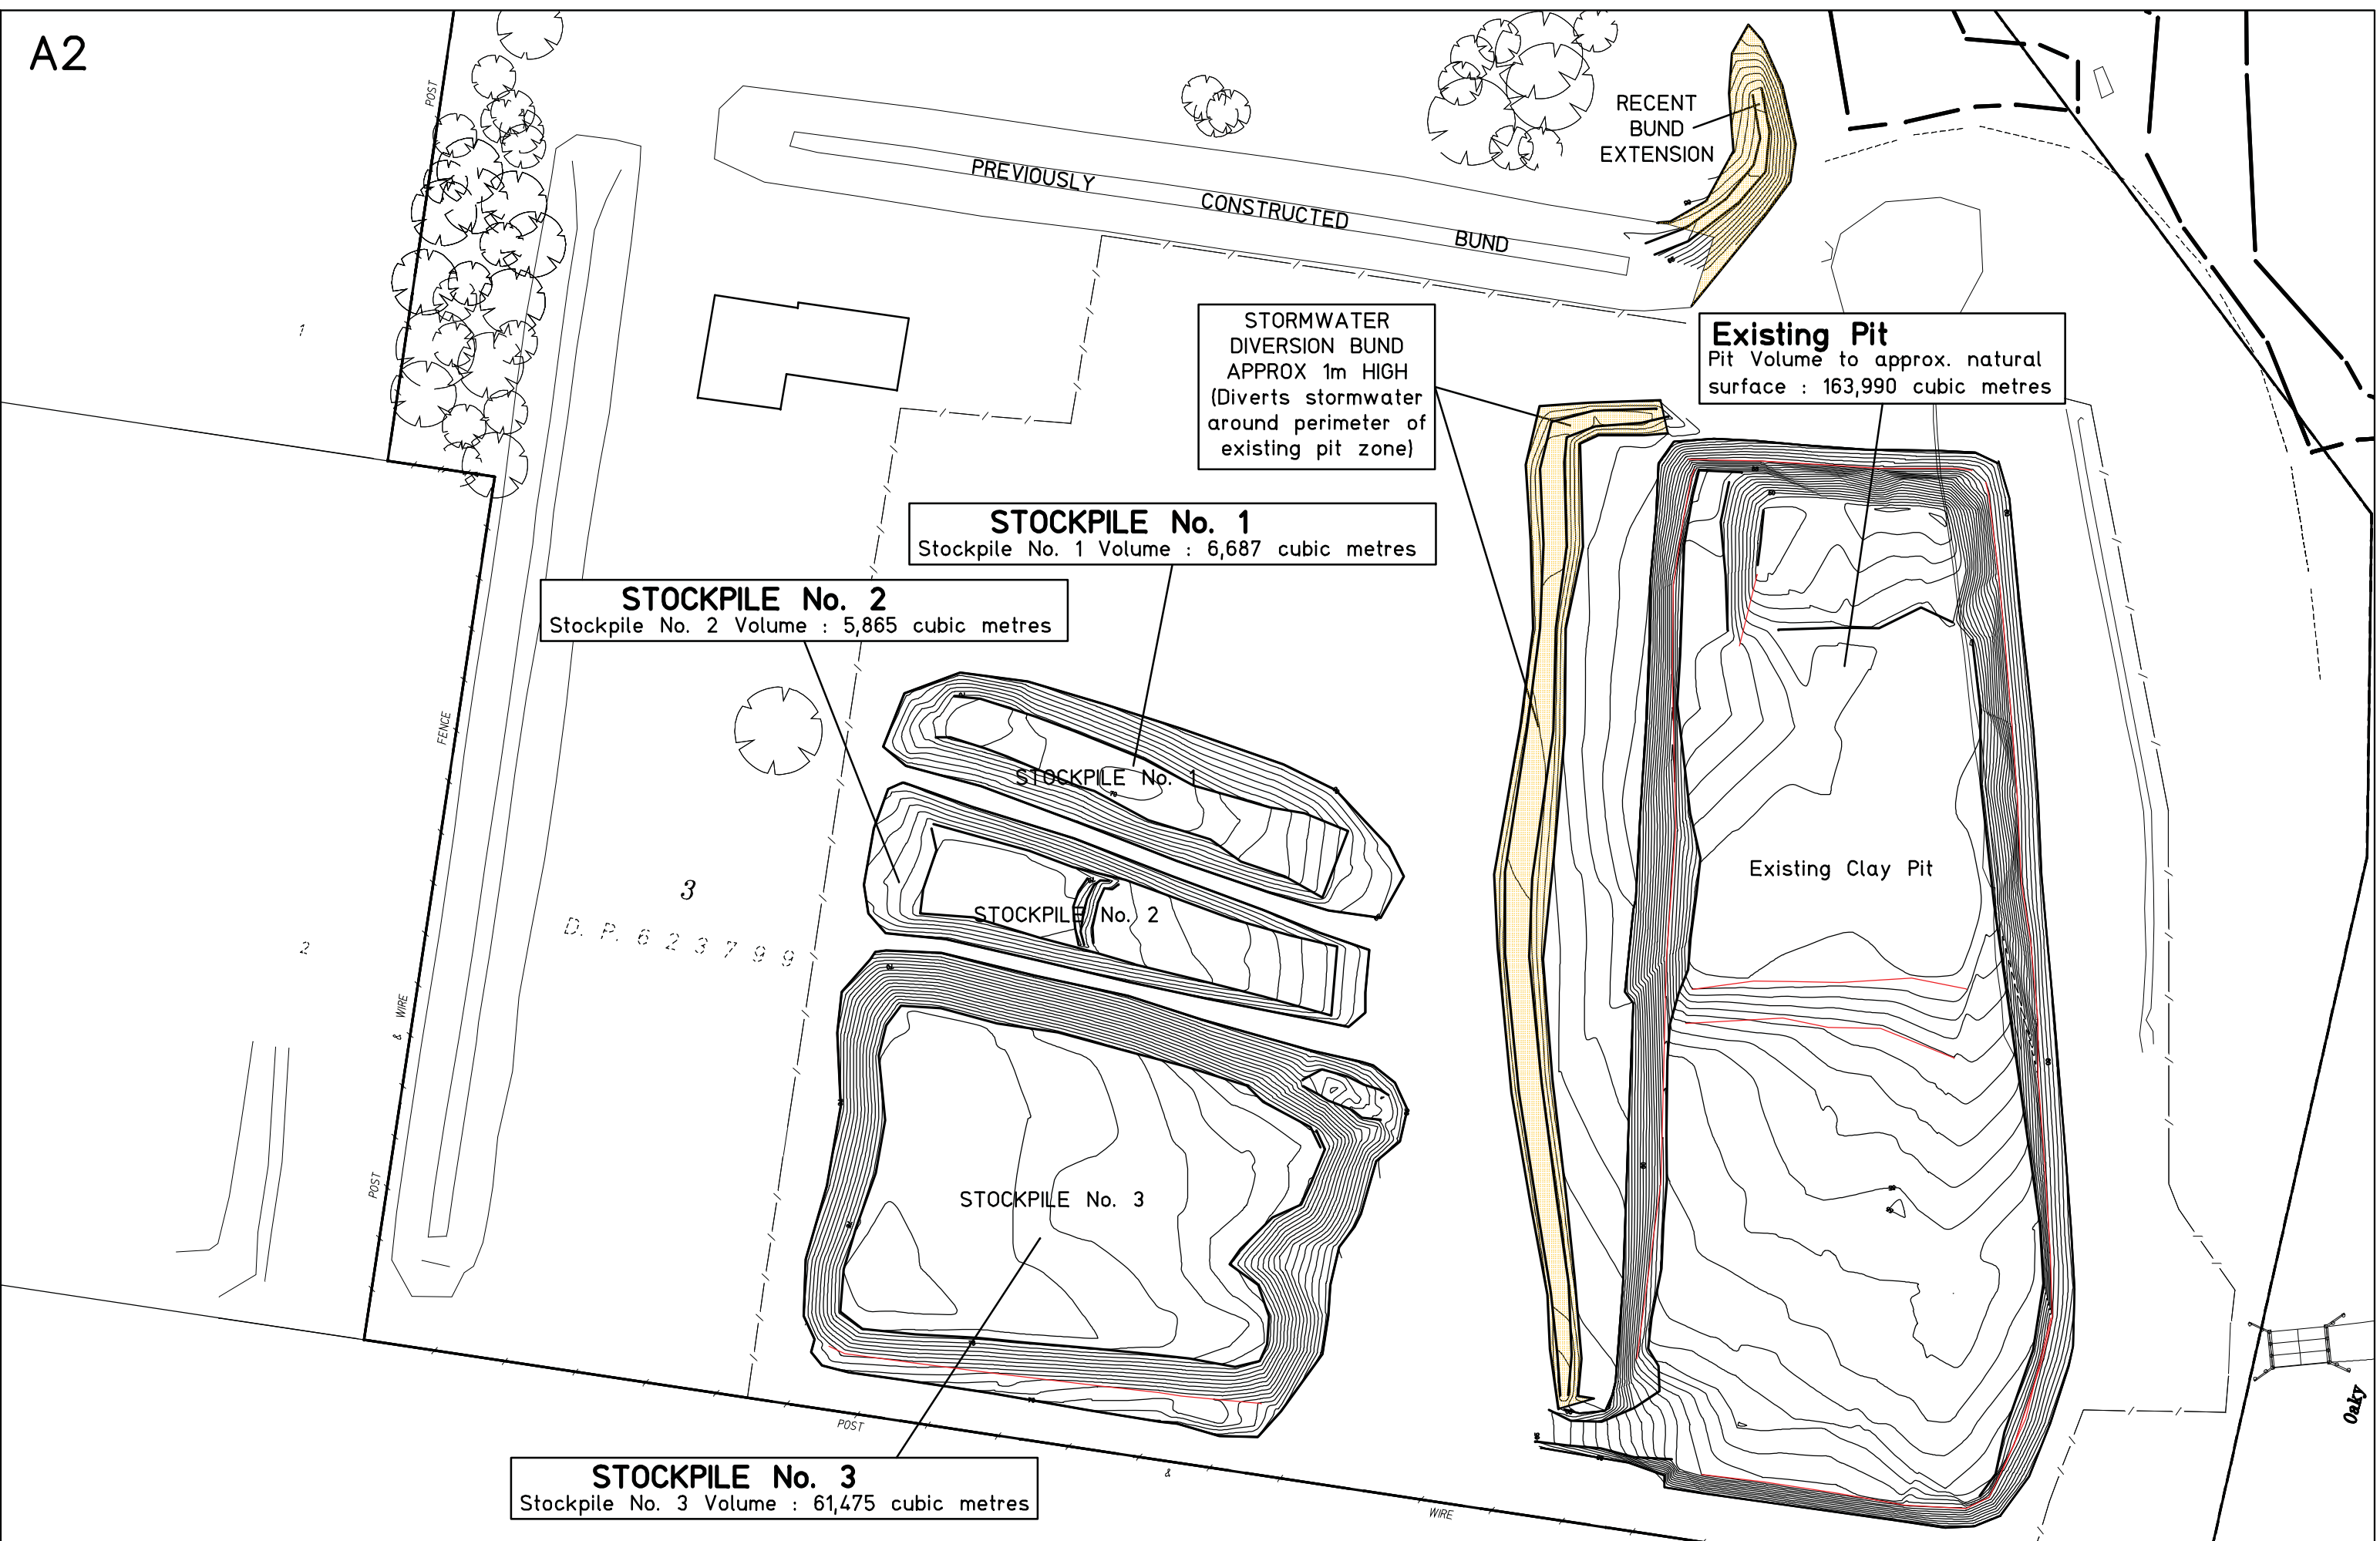 A2
POST
RECENT
BUND
EXTENSION
PREVIOUSLY CONSTRUCTED BUND
1
STORMWATER
DIVERSION BUND
APPROX 1m HIGH
(Diverts stormwater
around perimeter of
existing pit zone)
Existing Pit
Pit Volume to approx. natural
surface : 163,990 cubic metres
STOCKPILE No. 1
Stockpile No. 1 Volume : 6,687 cubic metres
STOCKPILE No. 2
Stockpile No. 2 Volume : 5,865 cubic metres
FENCE
STOCKPILE No. 1
Existing Clay Pit
3
STOCKPILE No. 2
D. P. 623799
2
& WIRE
POST
STOCKPILE No. 3
Oaky
POST
&
WIRE
STOCKPILE No. 3
Stockpile No. 3 Volume : 61,475 cubic metres